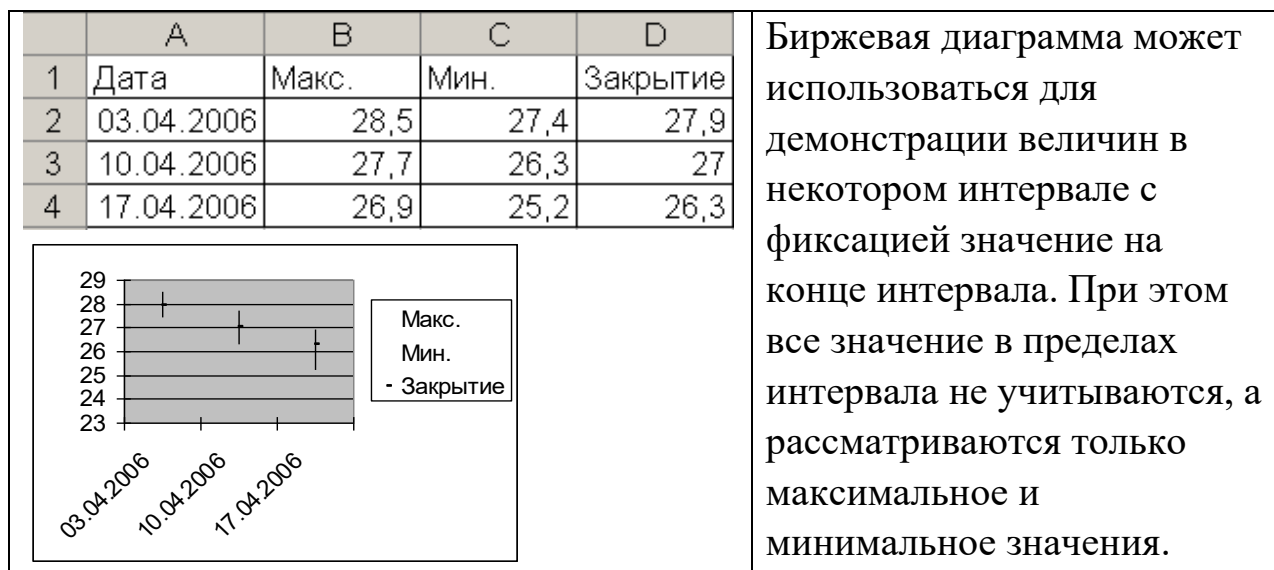 A B C D
1 Дата Макс. Мин. Закрытие
2 03.04.2006 28,5 27,4 27,9
3 10.04.2006 27,7 26,3 27
4 17.04.2006 26,9 25,2 26,3
29
28
27
26
25
24
23
03.04.2006 10.04.2006 17.04.2006
Макс.
Мин.
Закрытие
Биржевая диаграмма может
использоваться для
демонстрации величин в
некотором интервале с
фиксацией значение на
конце интервала. При этом
все значение в пределах
интервала не учитываются, а
рассматриваются только
максимальное и
минимальное значения.